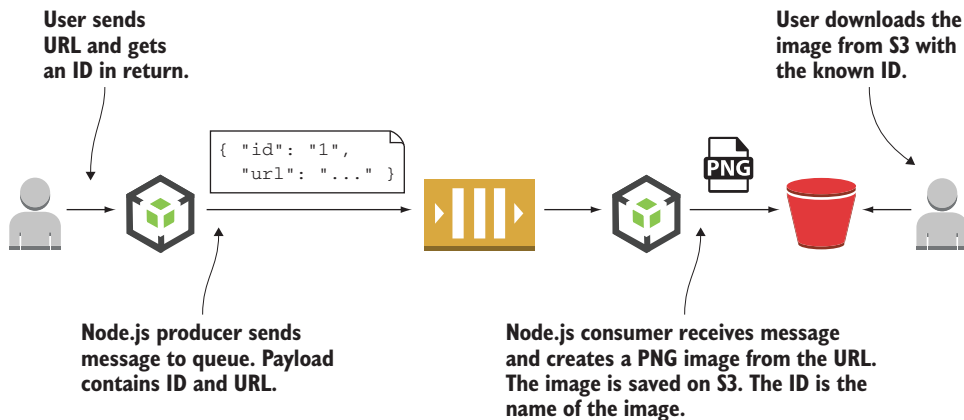 User sends
URL and gets
an ID in return.
User downloads the
image from S3 with
the known ID.
{ "id": "1",
"url": "..." }
PNG
Node.js producer sends
message to queue. Payload
contains ID and URL.
Node.js consumer receives message
and creates a PNG image from the URL.
The image is saved on S3. The ID is the
name of the image.